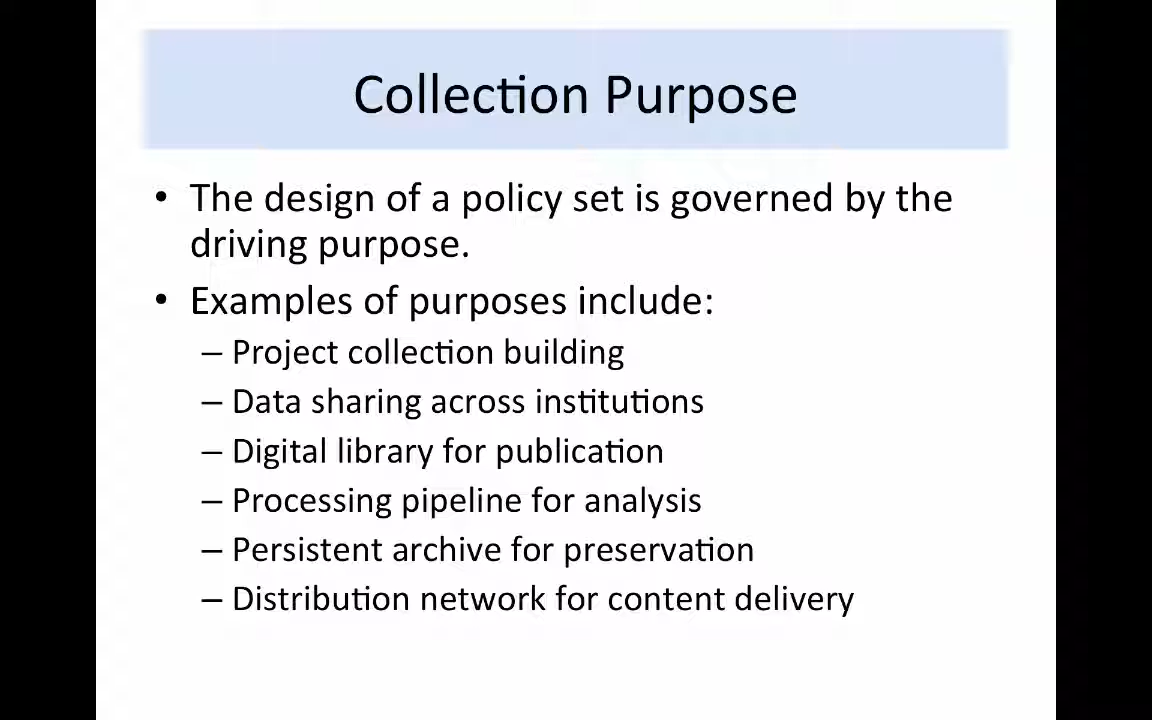 Collection Purpose
• The design of a policy set is governed by the
driving purpose.
• Examples of purposes include:
– Project collection building
– Data sharing across institutions
– Digital library for publication
– Processing pipeline for analysis
– Persistent archive for preservation
– Distribution network for content delivery